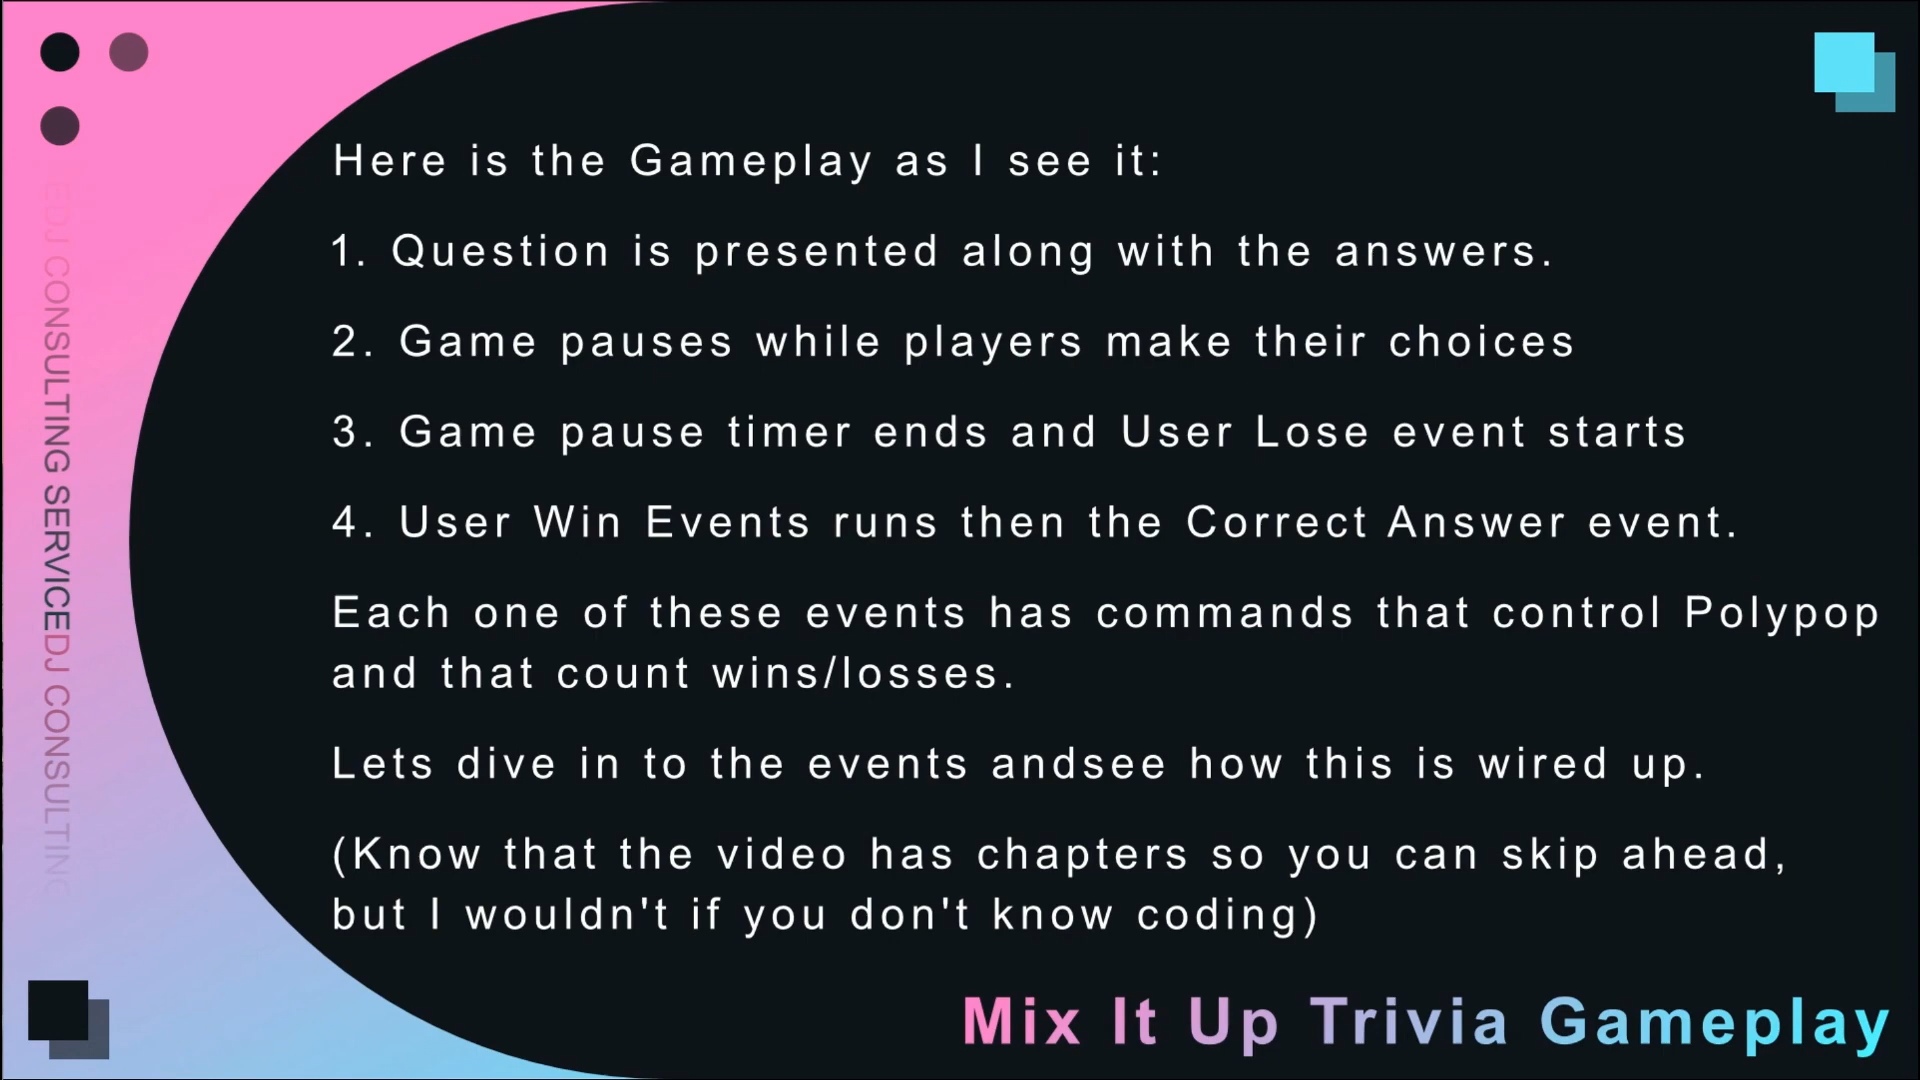 Here is the Gameplay as I see it:
1. Question is presented along with the answers.
2. Game pauses while players make their choices
3. Game pause timer ends and User Lose event starts
4. User Win Events runs then the Correct Answer event.
Each one of these events has commands that control Polypop
and that count wins/losses.
Lets dive in to the events andsee how this is wired up.
(Know that the video has chapters so you can skip ahead,
but I wouldn't if you don't know coding)
Mix It Up Trivia Gameplay
EDJ CONSULTING SERVICEDJ CONSULTING